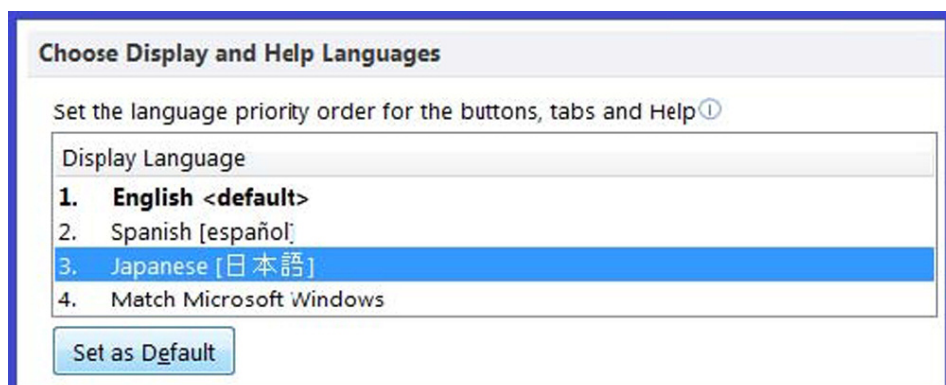 Choose Display and Help Languages
Set the language priority order for the buttons, tabs and Help
Display Language
1. English <default>
2. Spanish [español]
3. Japanese [日本語]
4. Match Microsoft Windows
Set as Default